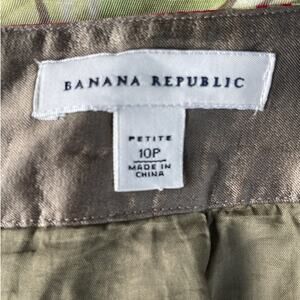 BANANA REPUBLIC
PETITE
10P
MADE IN
CHINA